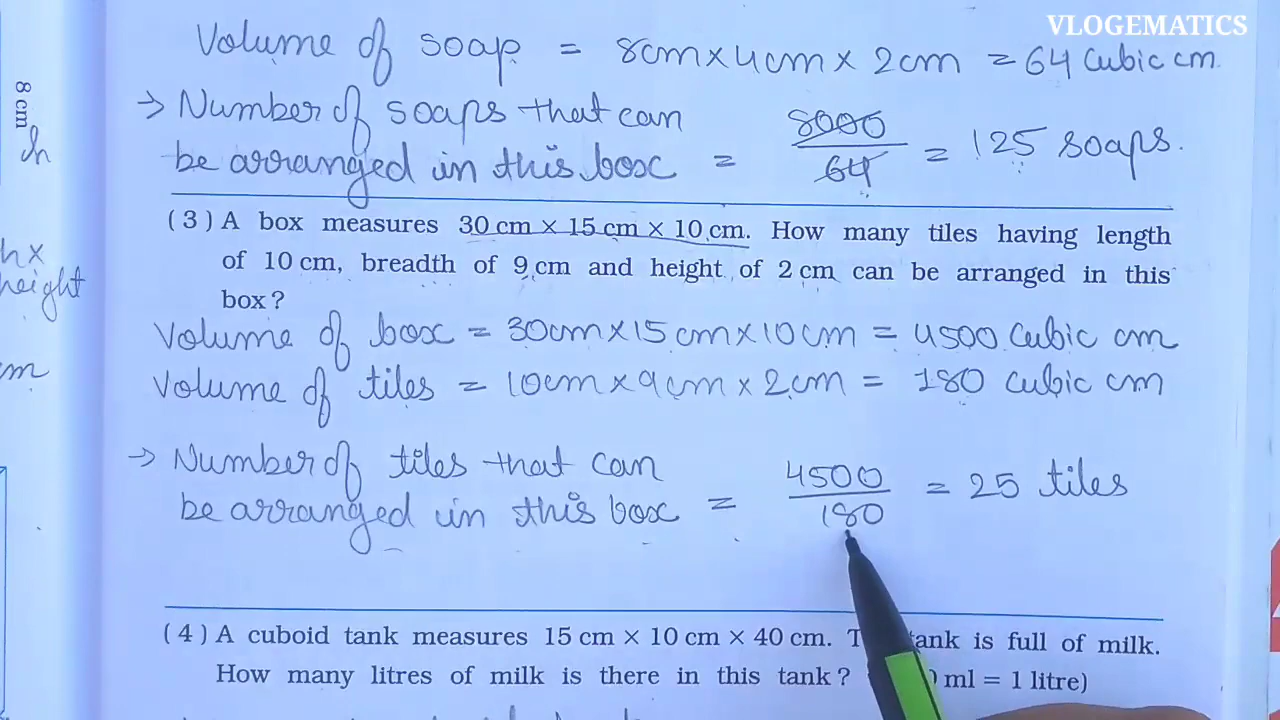 VLOGEMATICS
Volume of soap = 8cm x 4cm x 2cm = 64 cubic cm.
8 cm
h
→ Number of soaps that can
be arranged in this box = 8000/64 = 125 soaps.
(3) A box measures 30 cm × 15 cm × 10 cm. How many tiles having length
of 10 cm, breadth of 9 cm and height of 2 cm can be arranged in this
box?
hx
height
Volume of box = 30cm x 15 cm x 10cm = 4500 cubic cm
Volume of tiles = 10cm x 9cm x 2cm = 180 cubic cm
m
→ Number of tiles that can
be arranged in this box = 4500/180 = 25 tiles
(4) A cuboid tank measures 15 cm × 10 cm × 40 cm. tank is full of milk.
How many litres of milk is there in this tank? ml = 1 litre)